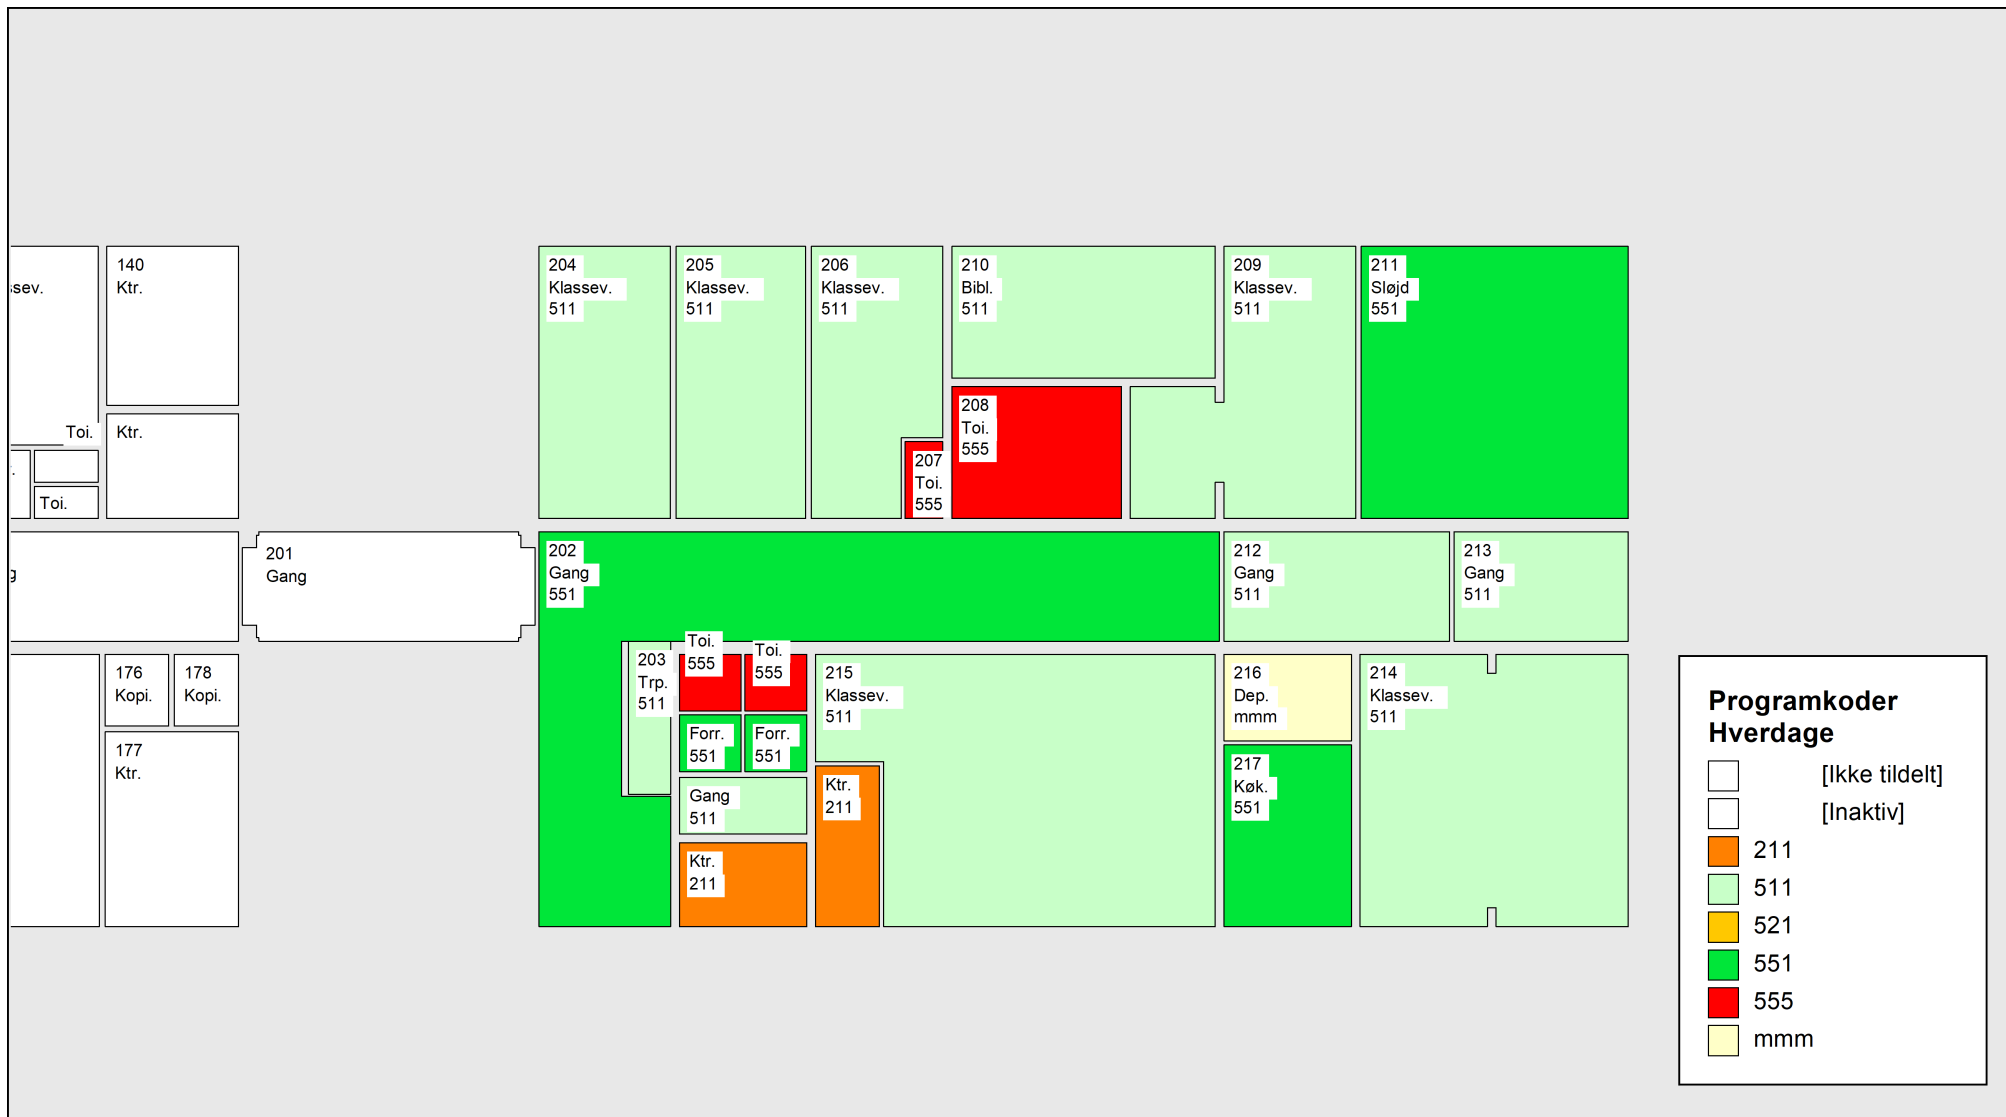 140
Ktr.
Toi.
Ktr.
Toi.
201
Gang
176
Kopi.
178
Kopi.
177
Ktr.
204
Klassev.
511
205
Klassev.
511
206
Klassev.
511
210
Bibl.
511
209
Klassev.
511
211
Sløjd
551
207
Toi.
555
208
Toi.
555
202
Gang
551
212
Gang
511
213
Gang
511
203
Trp.
511
Toi.
555
Toi.
555
Forr.
551
Forr.
551
Gang
511
Ktr.
211
215
Klassev.
511
Ktr.
211
216
Dep.
mmm
217
Køk.
551
214
Klassev.
511
Programkoder
Hverdage
[Ikke tildelt]
[Inaktiv]
211
511
521
551
555
mmm